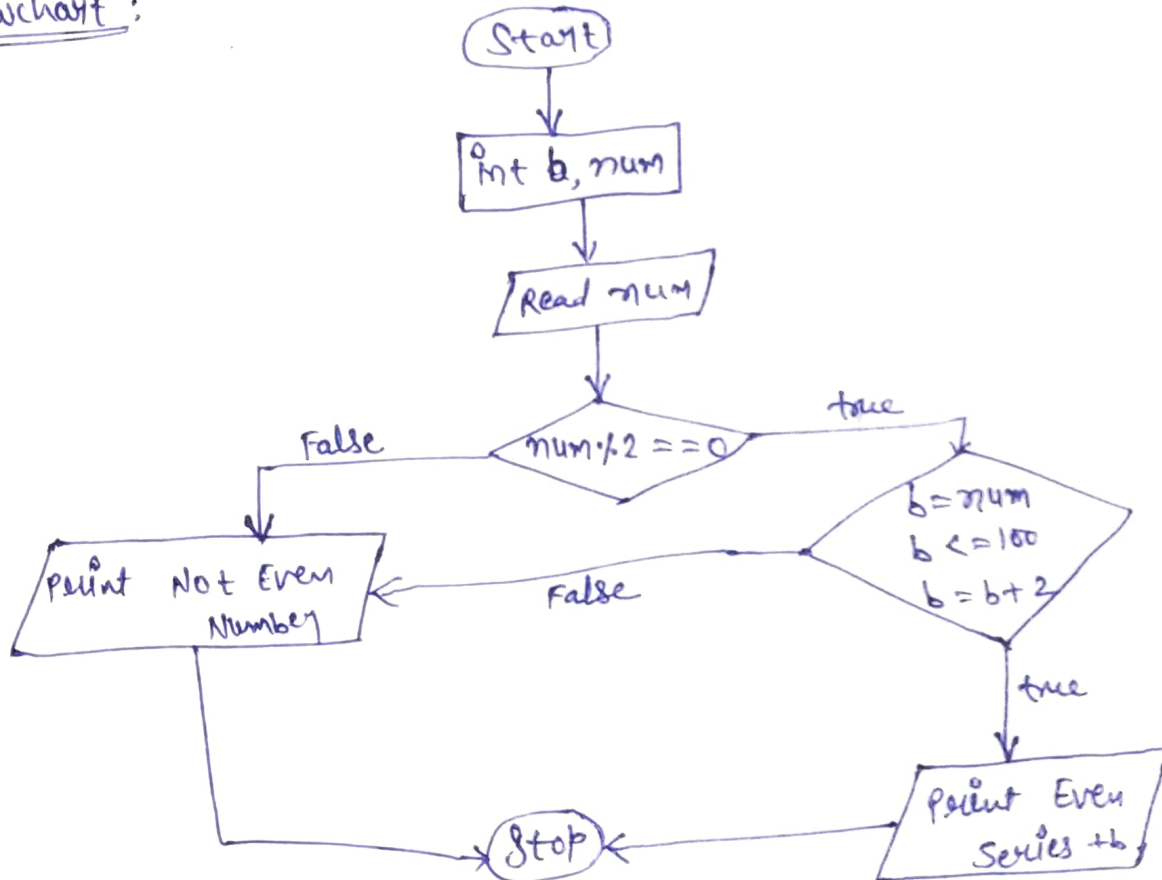 Start
int b, num
Read num
num%2 == 0
true
False
b = num
b <= 100
b = b + 2
Print Not Even
Number
False
true
Print Even
Series +b
Stop